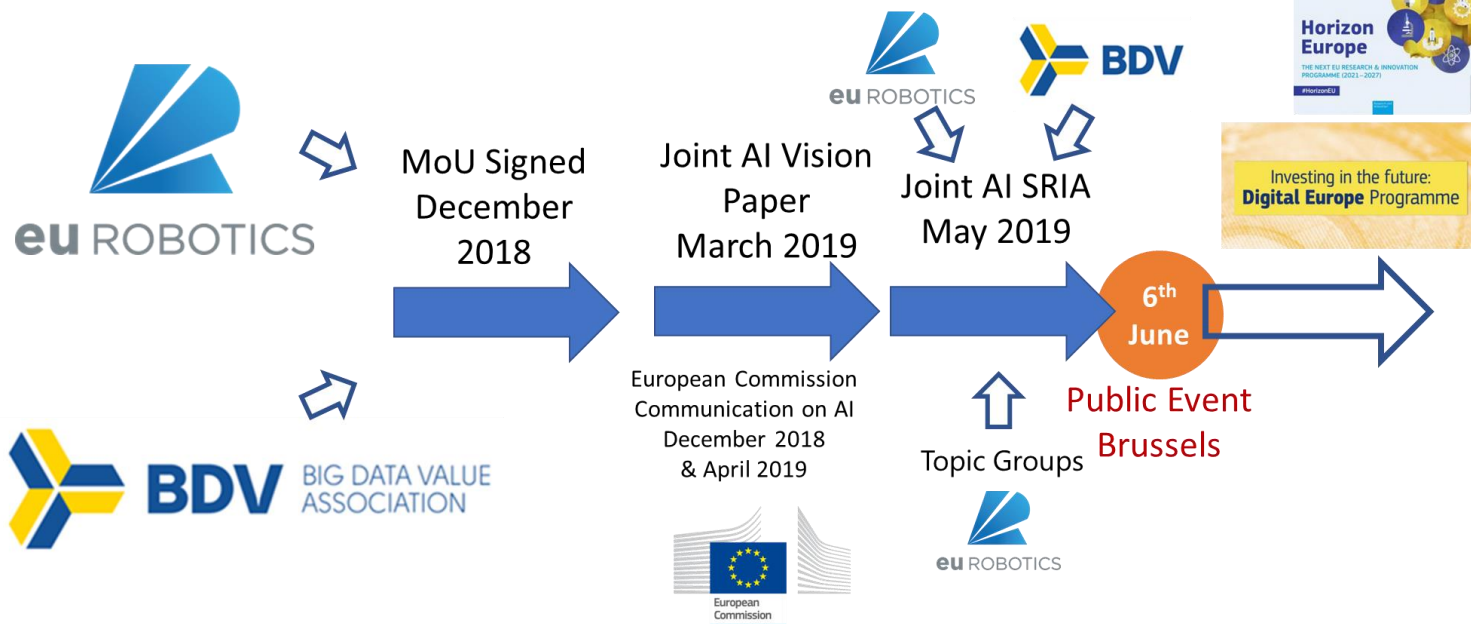 eu ROBOTICS
BDV
BIG DATA VALUE
ASSOCIATION
MoU Signed
December
2018
Joint AI Vision
Paper
March 2019
European Commission
Communication on AI
December 2018
& April 2019
European
Commission
eu ROBOTICS
BDV
Joint AI SRIA
May 2019
Topic Groups
eu ROBOTICS
6th
June
Public Event
Brussels
Horizon
Europe
THE NEXT EU RESEARCH & INNOVATION
PROGRAMME (2021–2027)
#HorizonEU
Investing in the future:
Digital Europe Programme